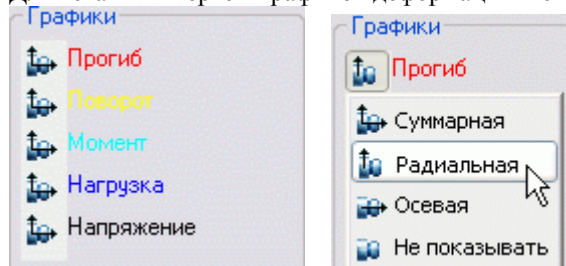 Графики
Прогиб
Поворот
Момент
Нагрузка
Напряжение
Графики
Прогиб
Суммарная
Радиальная
Осевая
Не показывать